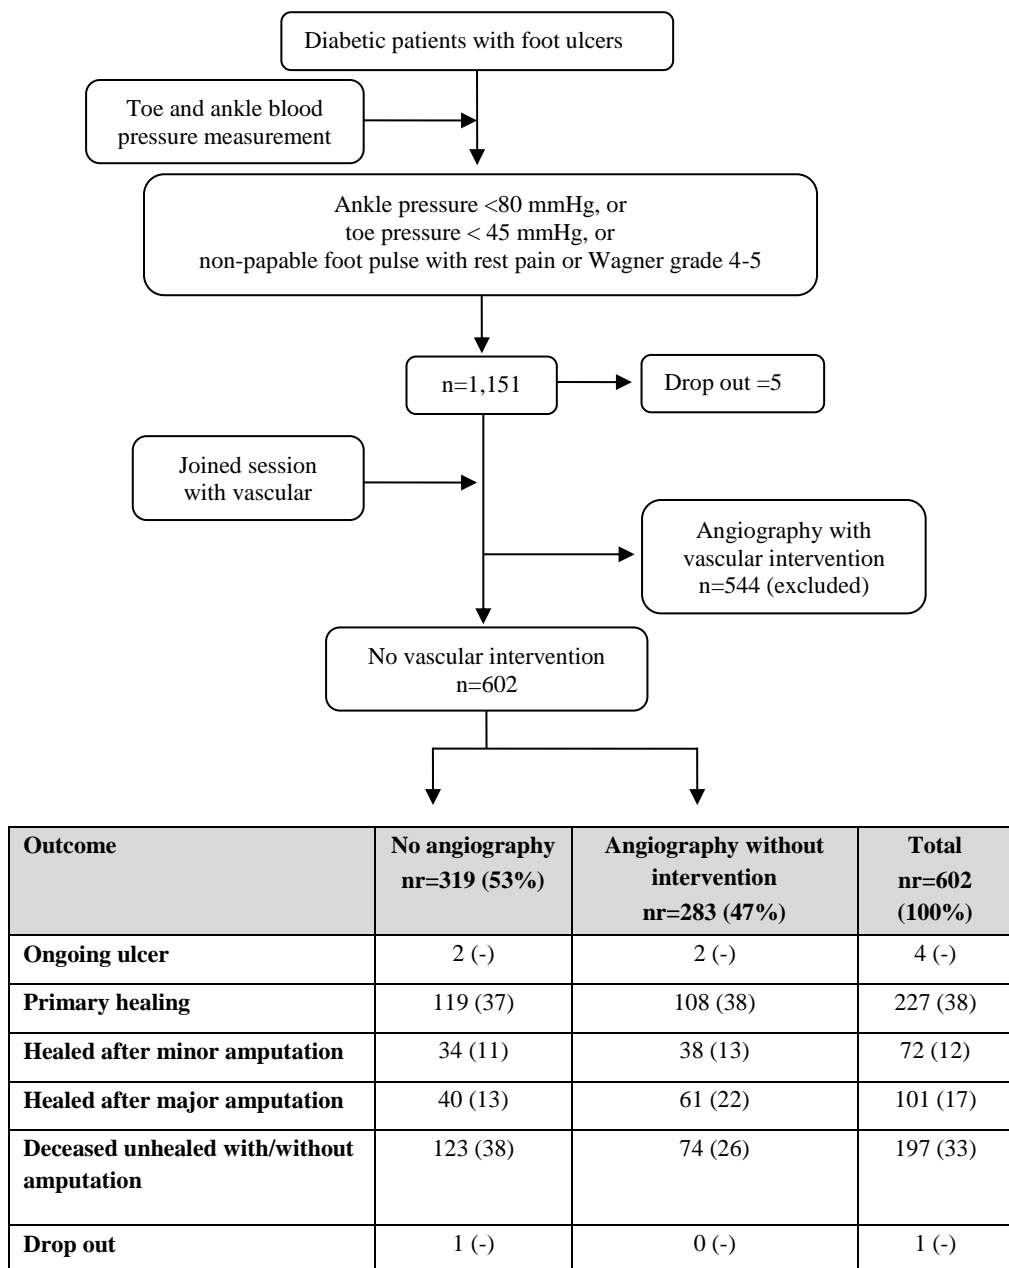 Diabetic patients with foot ulcers
Toe and ankle blood
pressure measurement
Ankle pressure <80 mmHg, or
toe pressure < 45 mmHg, or
non-papable foot pulse with rest pain or Wagner grade 4-5
n=1,151
Drop out =5
Joined session
with vascular
Angiography with
vascular intervention
n=544 (excluded)
No vascular intervention
n=602
Outcome
No angiography
nr=319 (53%)
Angiography without
intervention
nr=283 (47%)
Total
nr=602
(100%)
Ongoing ulcer 2 (-) 2 (-) 4 (-)
Primary healing 119 (37) 108 (38) 227 (38)
Healed after minor amputation 34 (11) 38 (13) 72 (12)
Healed after major amputation 40 (13) 61 (22) 101 (17)
Deceased unhealed with/without 123 (38) 74 (26) 197 (33)
amputation
Drop out 1 (-) 0 (-) 1 (-)